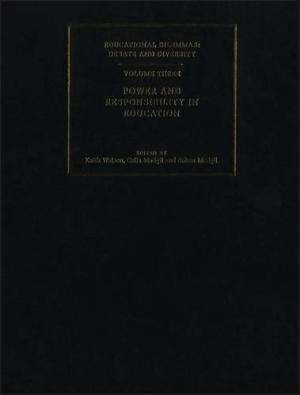 EDUCATIONAL DILEMMAS:
DEBATE AND DIVERSITY
VOLUME THREE
POWER AND
RESPONSIBILITY IN
EDUCATION
EDITED BY
Keith Watson, Celia Modgil and Sohan Modgil